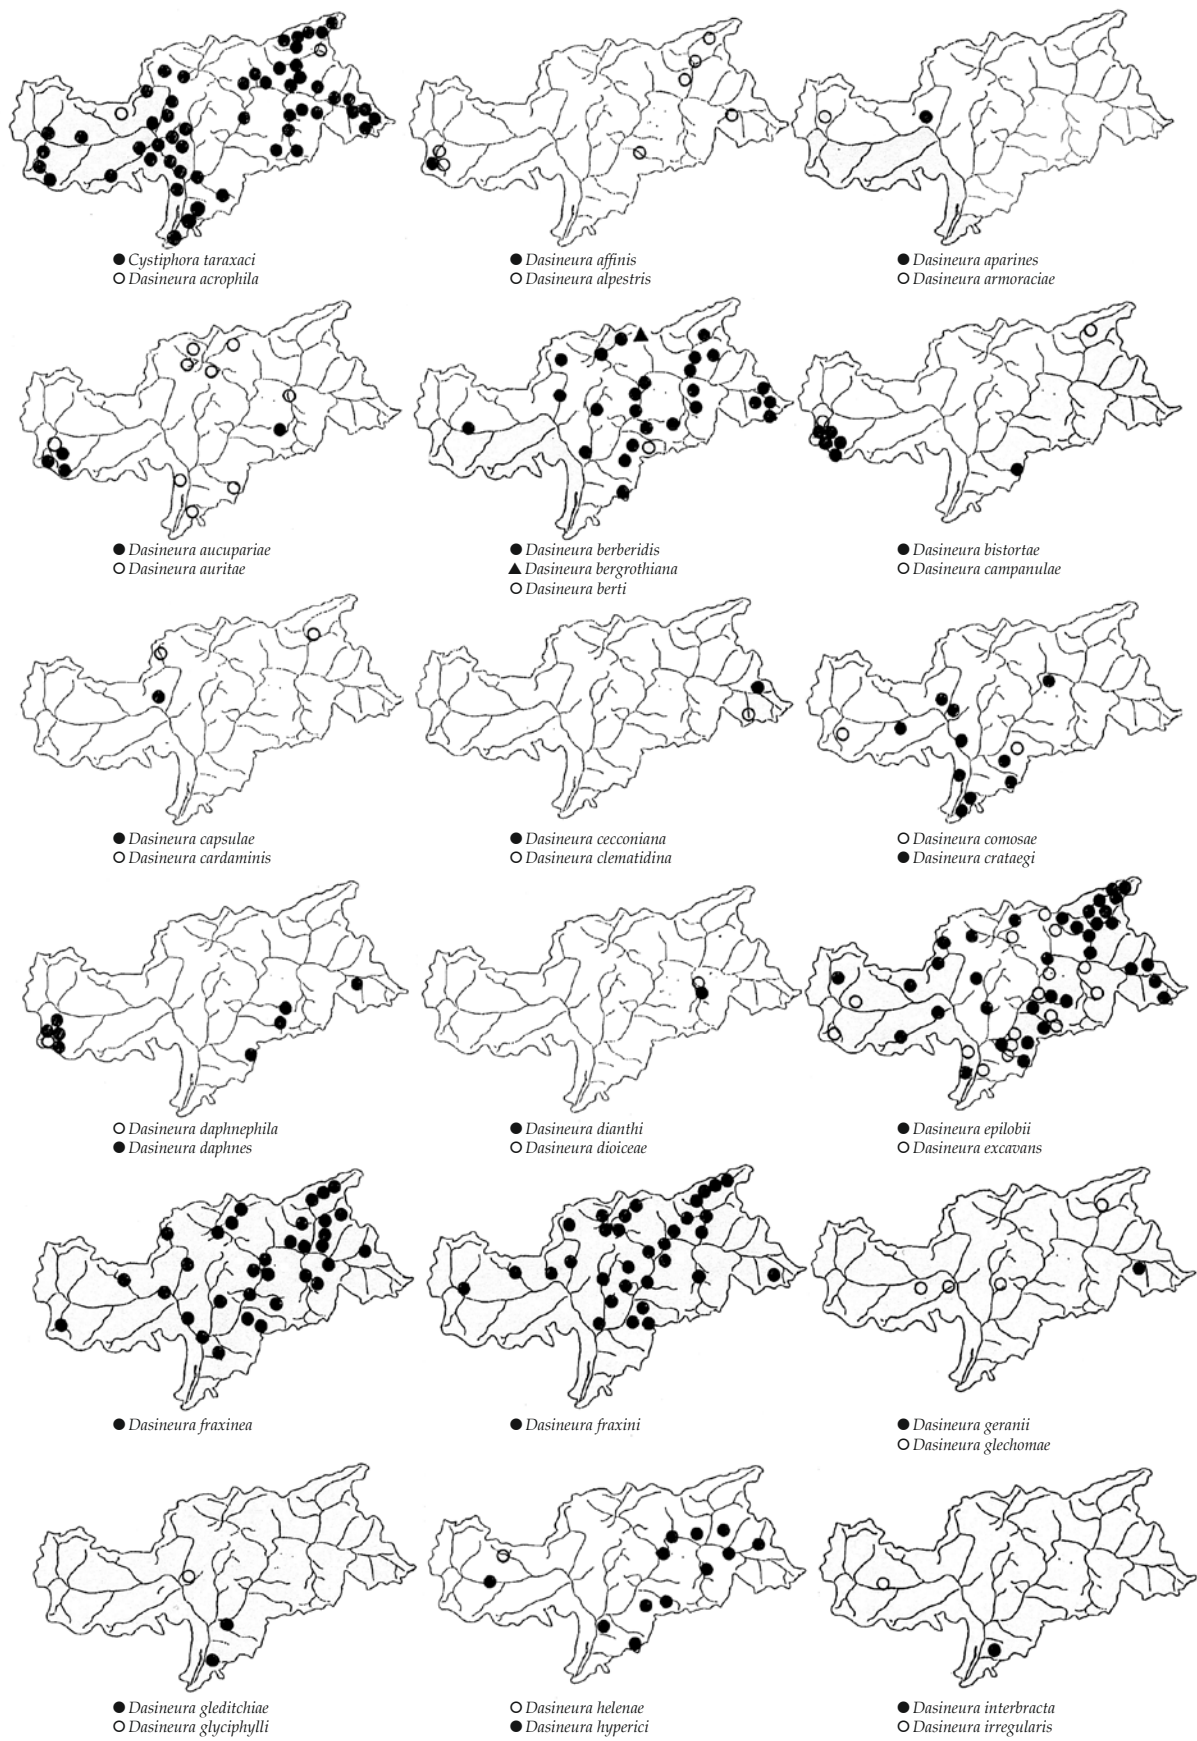 ● Cystiphora taraxaci
○ Dasineura acrophila
● Dasineura affinis
○ Dasineura alpestris
● Dasineura aparines
○ Dasineura armoraciae
● Dasineura aucupariae
○ Dasineura auritae
● Dasineura berberidis
▲ Dasineura bergrothiana
○ Dasineura berti
● Dasineura bistortae
○ Dasineura campanulae
● Dasineura capsulae
○ Dasineura cardaminis
● Dasineura cecconiana
○ Dasineura clematidina
○ Dasineura comosae
● Dasineura crataegi
○ Dasineura daphnephila
● Dasineura daphnes
● Dasineura dianthi
○ Dasineura dioiceae
● Dasineura epilobii
○ Dasineura excavans
● Dasineura fraxinea
● Dasineura fraxini
● Dasineura geranii
○ Dasineura glechomae
● Dasineura gleditchiae
○ Dasineura glyciphylli
○ Dasineura helenae
● Dasineura hyperici
● Dasineura interbracta
○ Dasineura irregularis